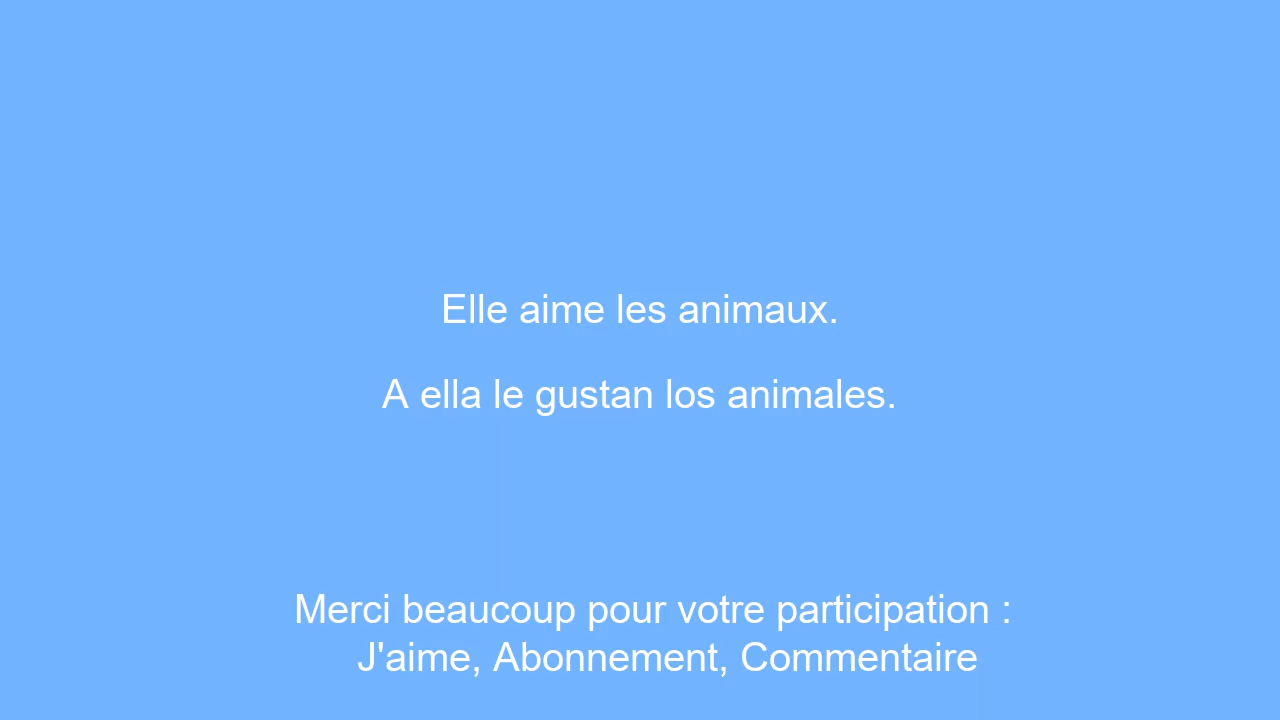 Elle aime les animaux.
A ella le gustan los animales.
Merci beaucoup pour votre participation :
J'aime, Abonnement, Commentaire